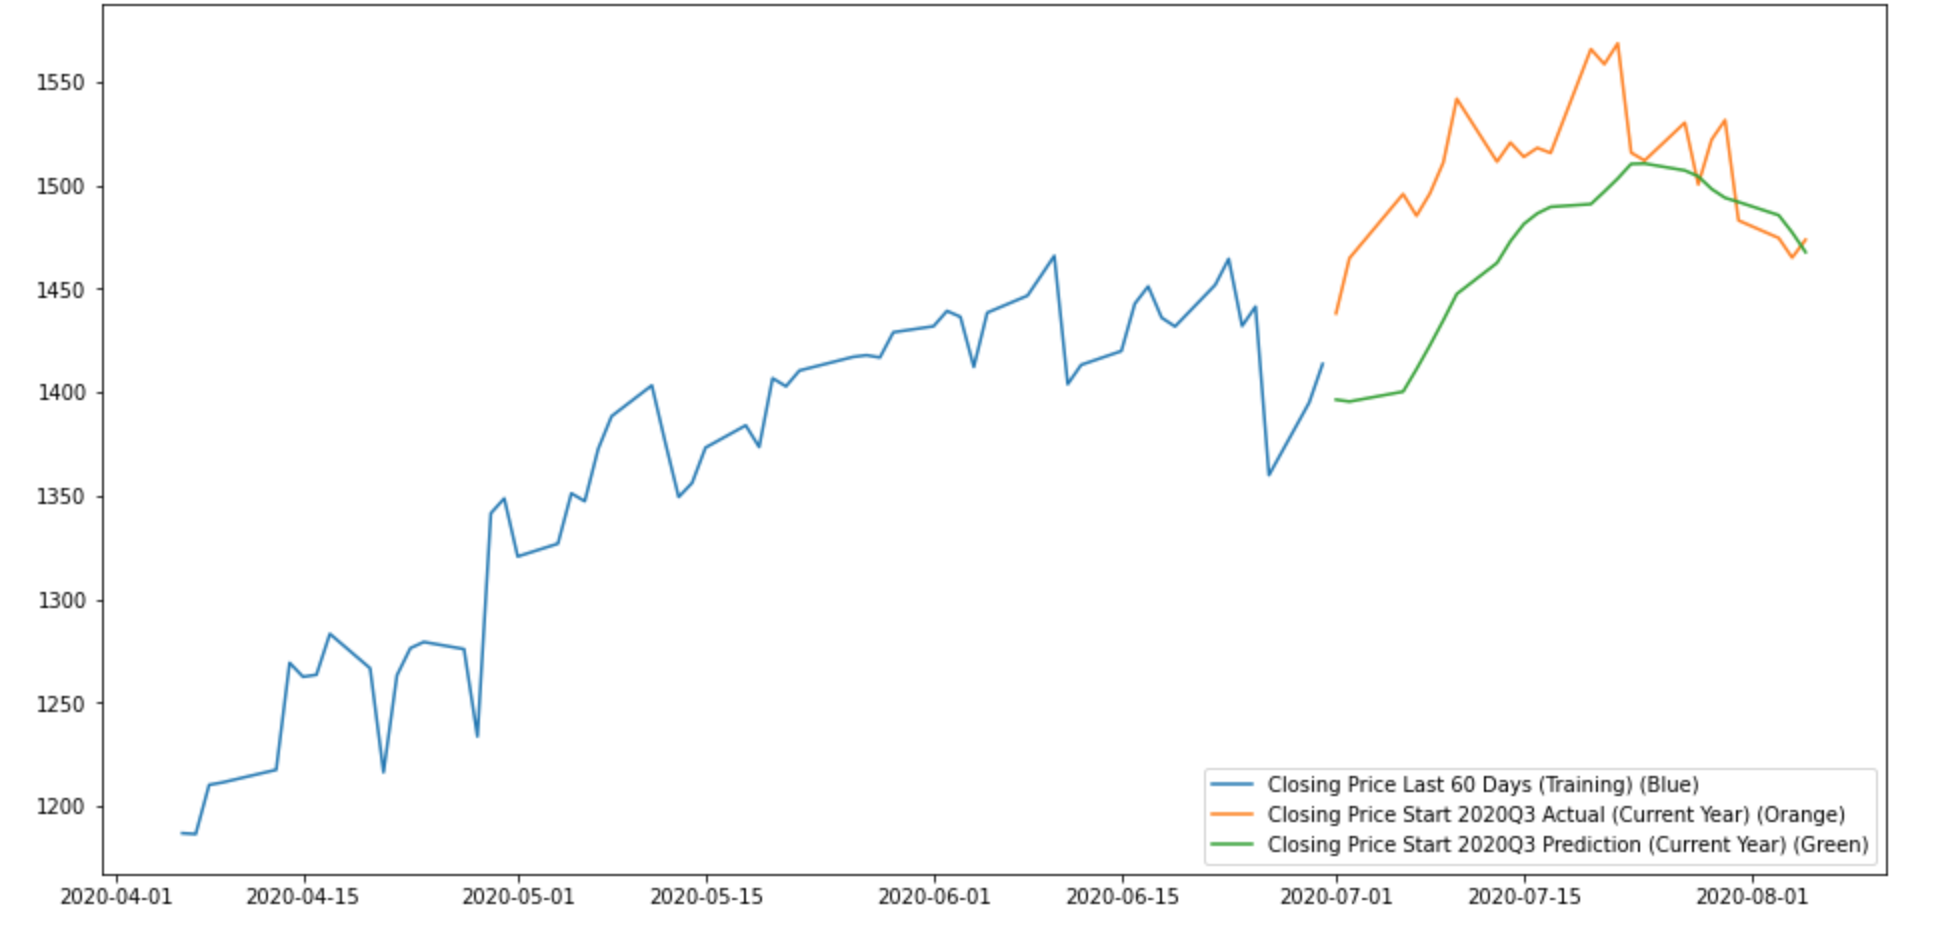 1550
1500
1450
1400
1350
1300
1250
1200
Closing Price Last 60 Days (Training) (Blue)
Closing Price Start 2020Q3 Actual (Current Year) (Orange)
Closing Price Start 2020Q3 Prediction (Current Year) (Green)
2020-04-01 2020-04-15 2020-05-01 2020-05-15 2020-06-01 2020-06-15 2020-07-01 2020-07-15 2020-08-01